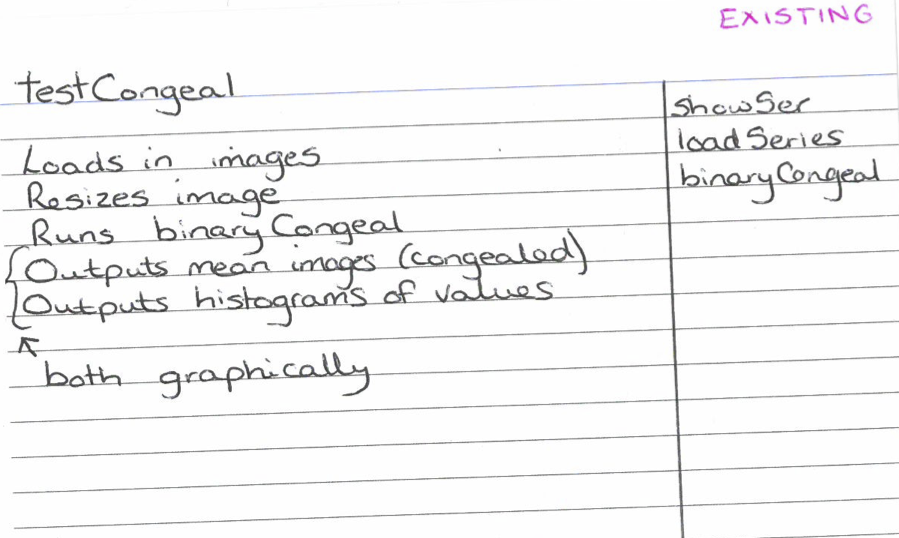 EXISTING
testCongeal
Loads in images
Resizes image
Runs binaryCongeal
Outputs mean images (congealed)
Outputs histograms of values
both graphically
showSer
loadSeries
binaryCongeal